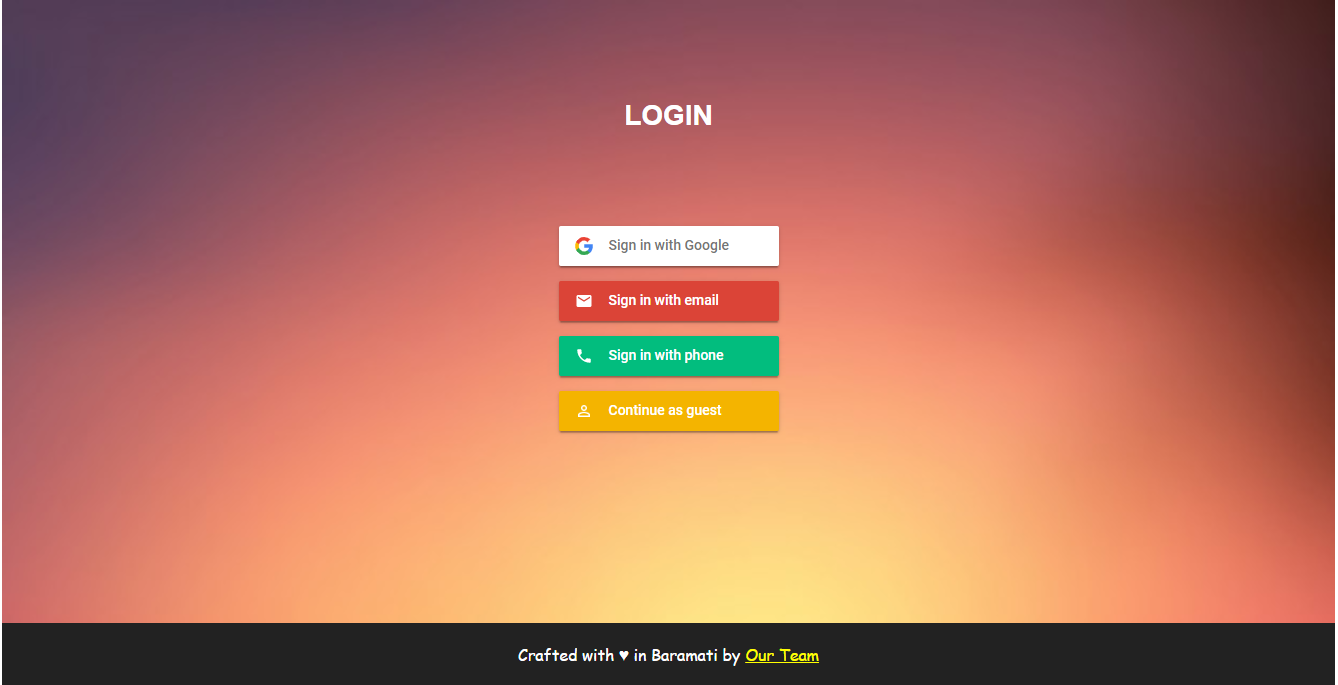 LOGIN
Sign in with Google
Sign in with email
Sign in with phone
Continue as guest
Crafted with ♥ in Baramati by Our Team